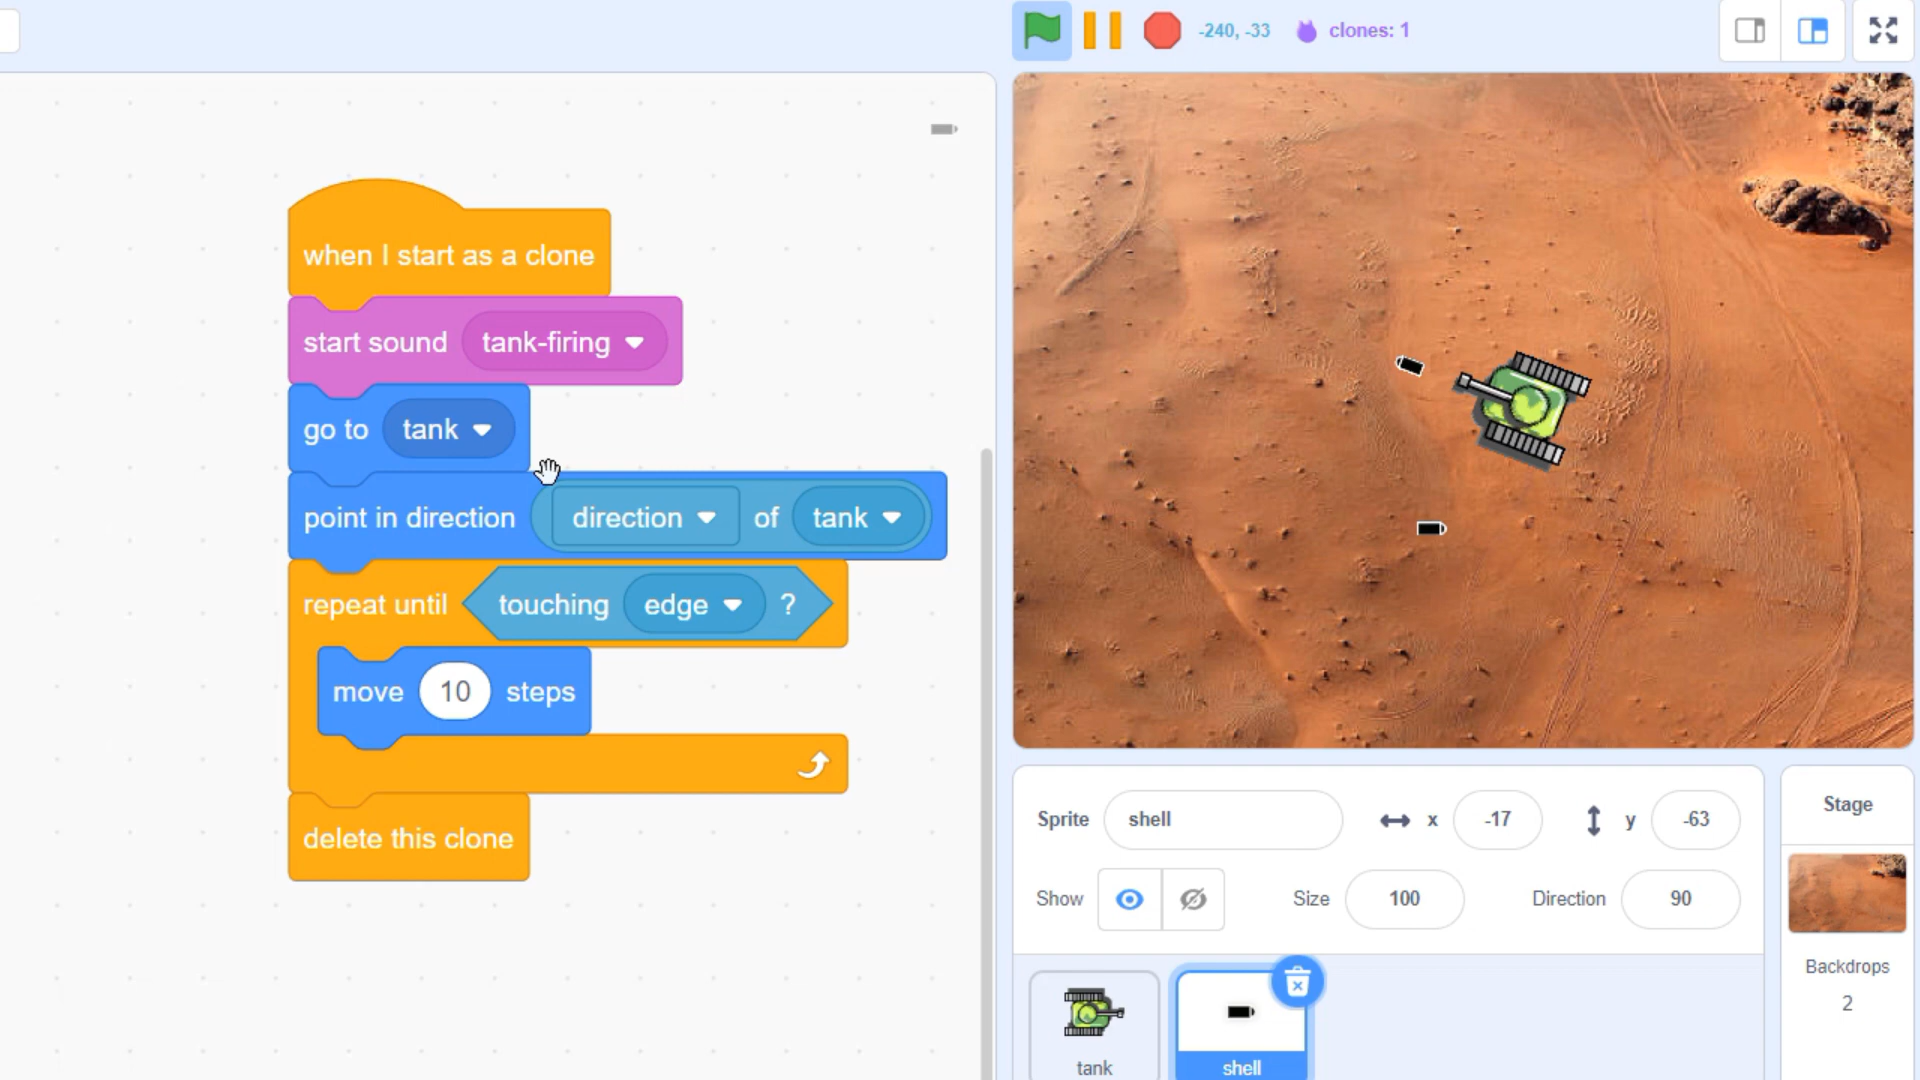 -240, -33 clones: 1
when I start as a clone
start sound tank-firing
go to tank
point in direction direction of tank
repeat until touching edge ?
move 10 steps
delete this clone
Sprite shell x -17 y -63
Show Size 100 Direction 90
tank
shell
Stage
Backdrops
2